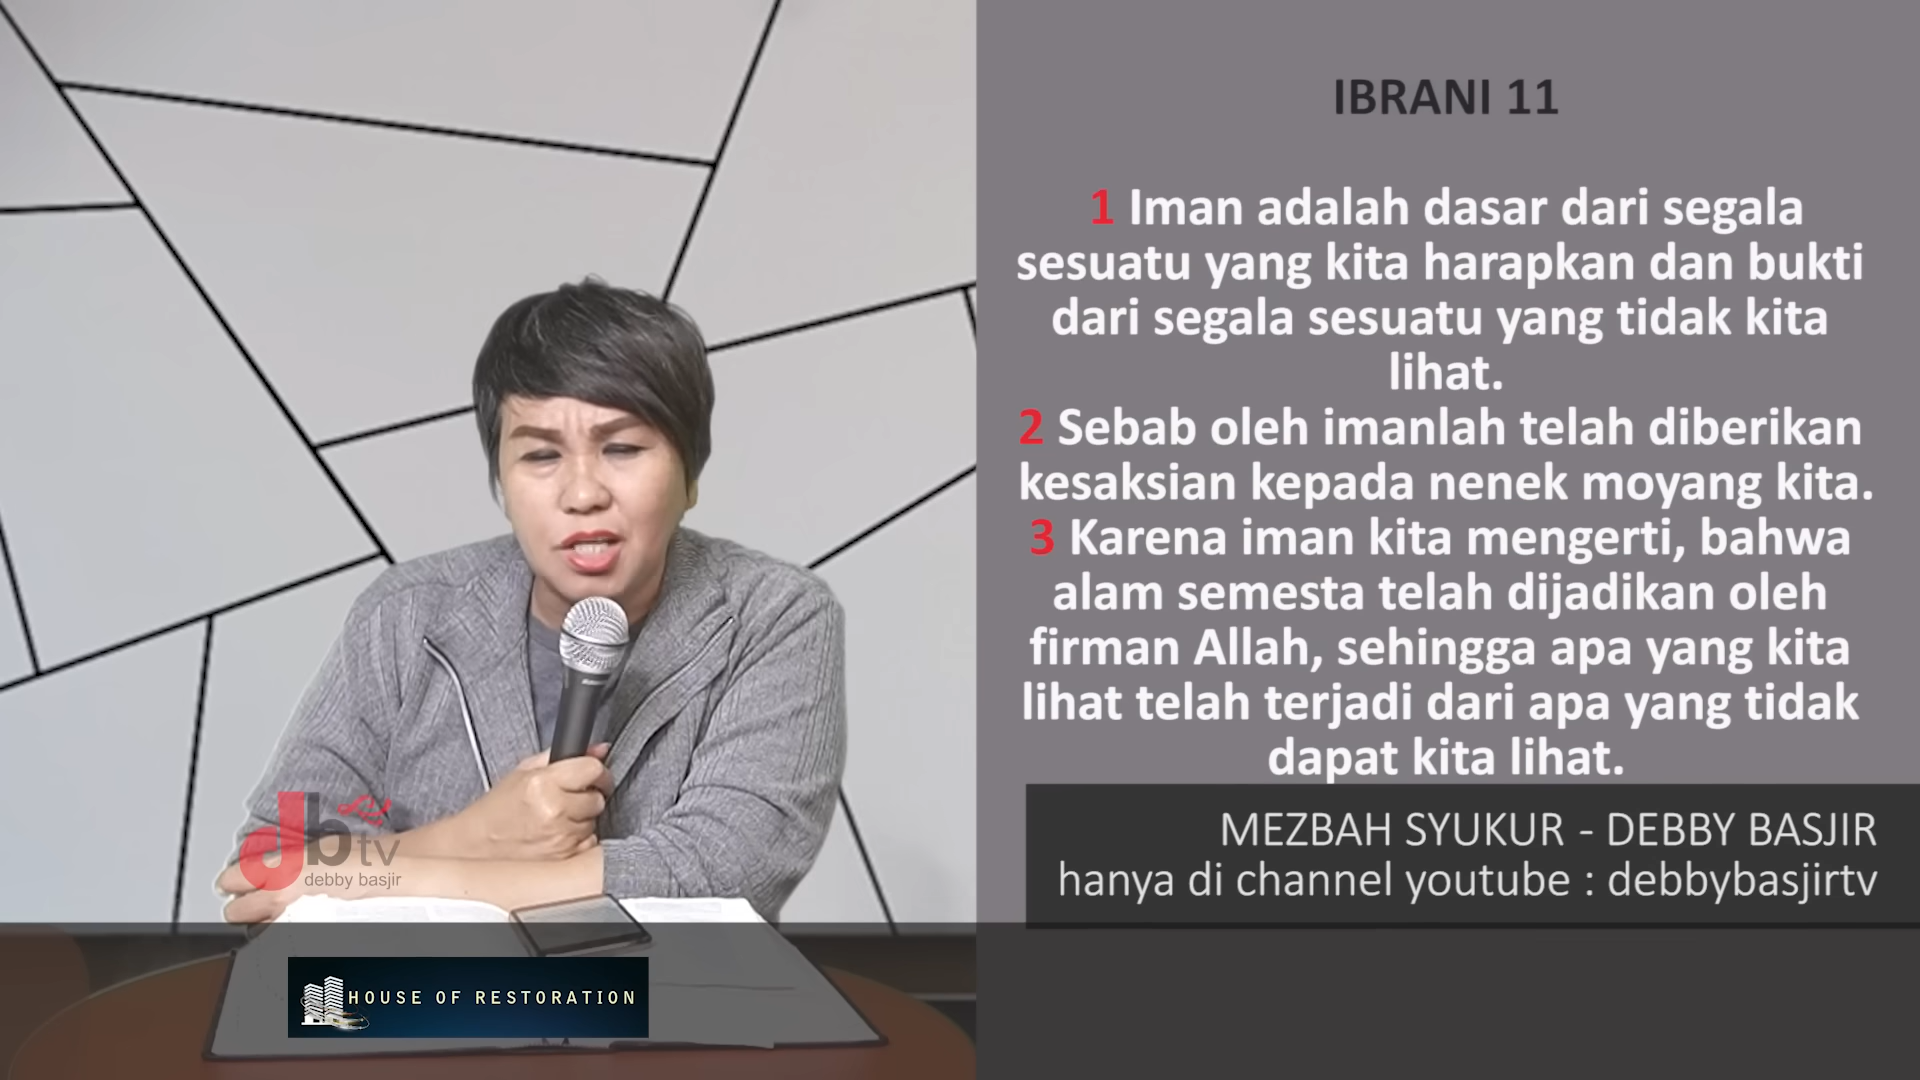 IBRANI 11
1 Iman adalah dasar dari segala
sesuatu yang kita harapkan dan bukti
dari segala sesuatu yang tidak kita
lihat.
2 Sebab oleh imanlah telah diberikan
kesaksian kepada nenek moyang kita.
3 Karena iman kita mengerti, bahwa
alam semesta telah dijadikan oleh
firman Allah, sehingga apa yang kita
lihat telah terjadi dari apa yang tidak
dapat kita lihat.
MEZBAH SYUKUR - DEBBY BASJIR
hanya di channel youtube : debbybasjirtv
dbtv
debby basjir
HOUSE OF RESTORATION